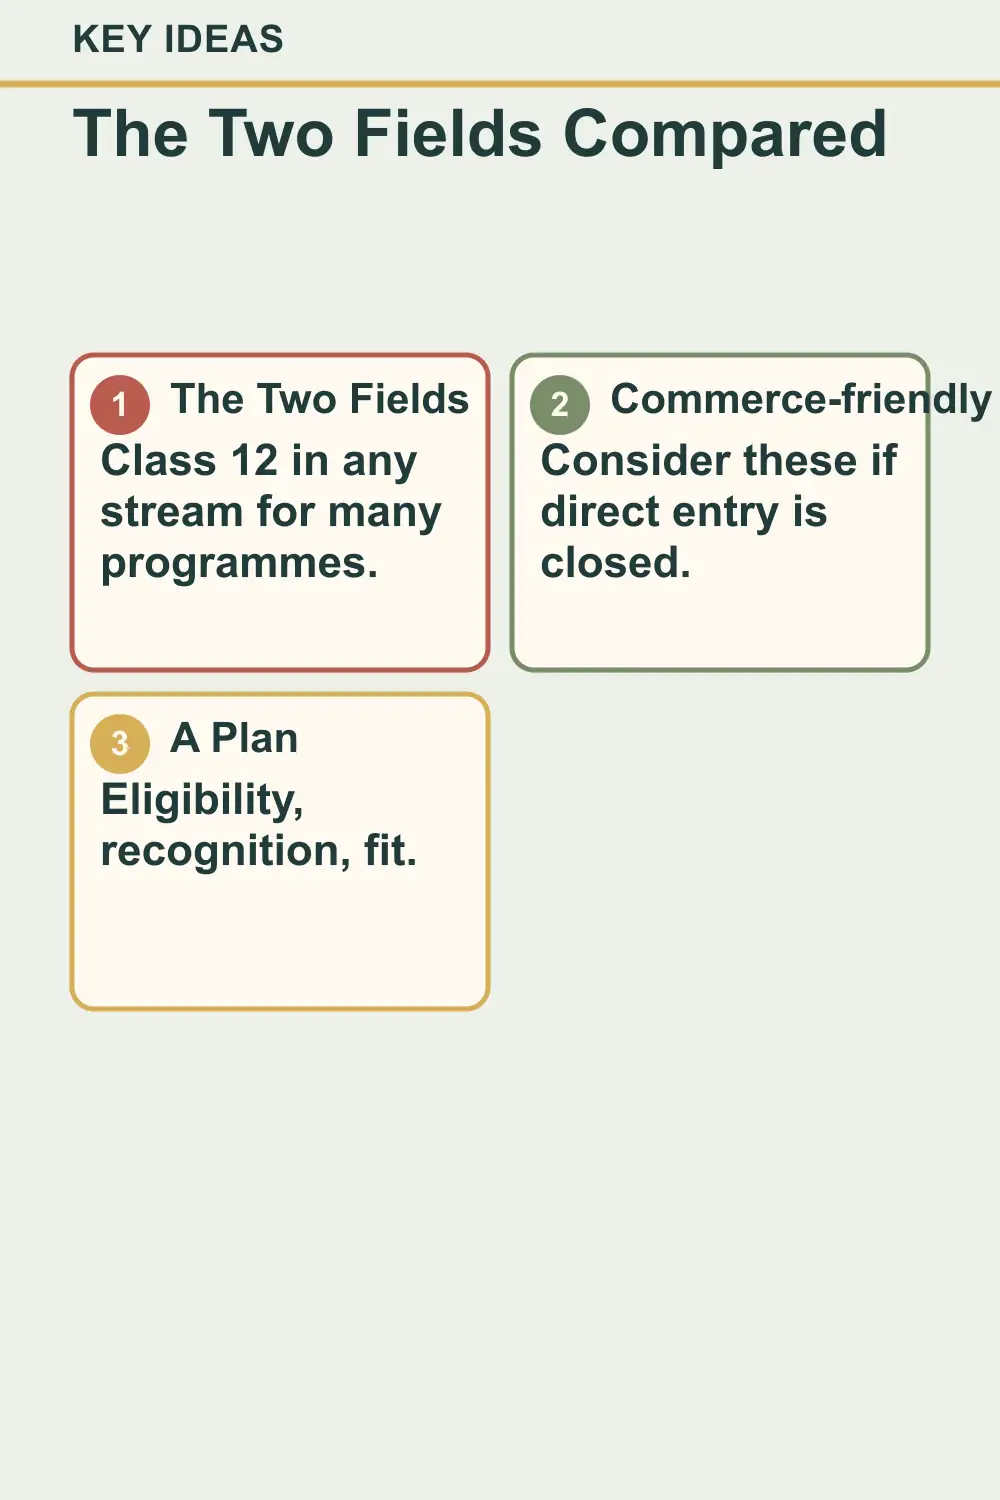 KEY IDEAS
The Two Fields Compared
1
The Two Fields
Class 12 in any
stream for many
programmes.
2
Commerce-friendly
Consider these if
direct entry is
closed.
3
A Plan
Eligibility,
recognition, fit.